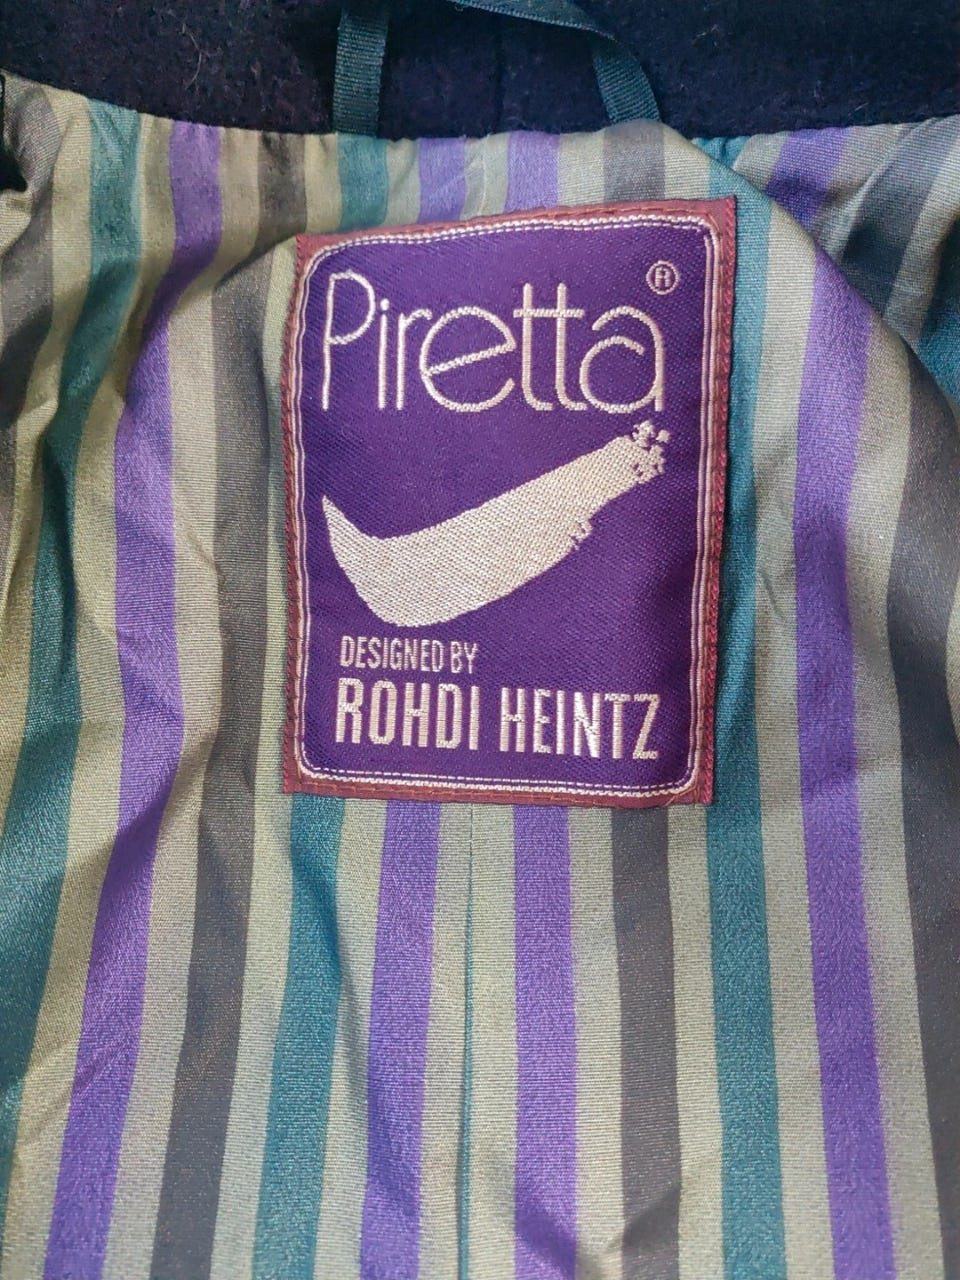 Piretta®
DESIGNED BY
ROHDI HEINTZ